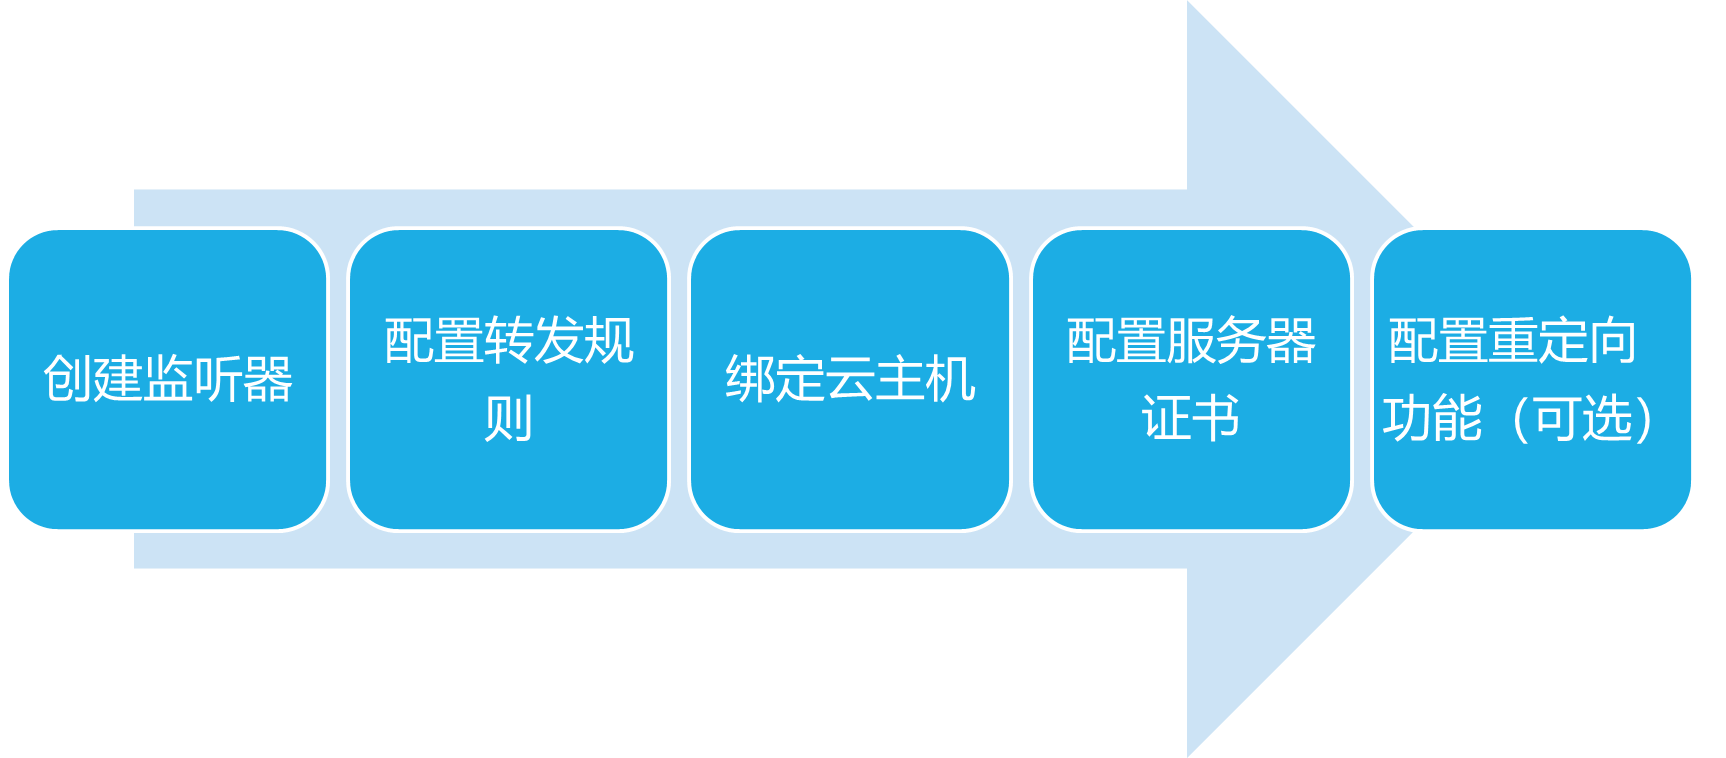 创建监听器
配置转发规
则
绑定云主机
配置服务器
证书
配置重定向
功能（可选）